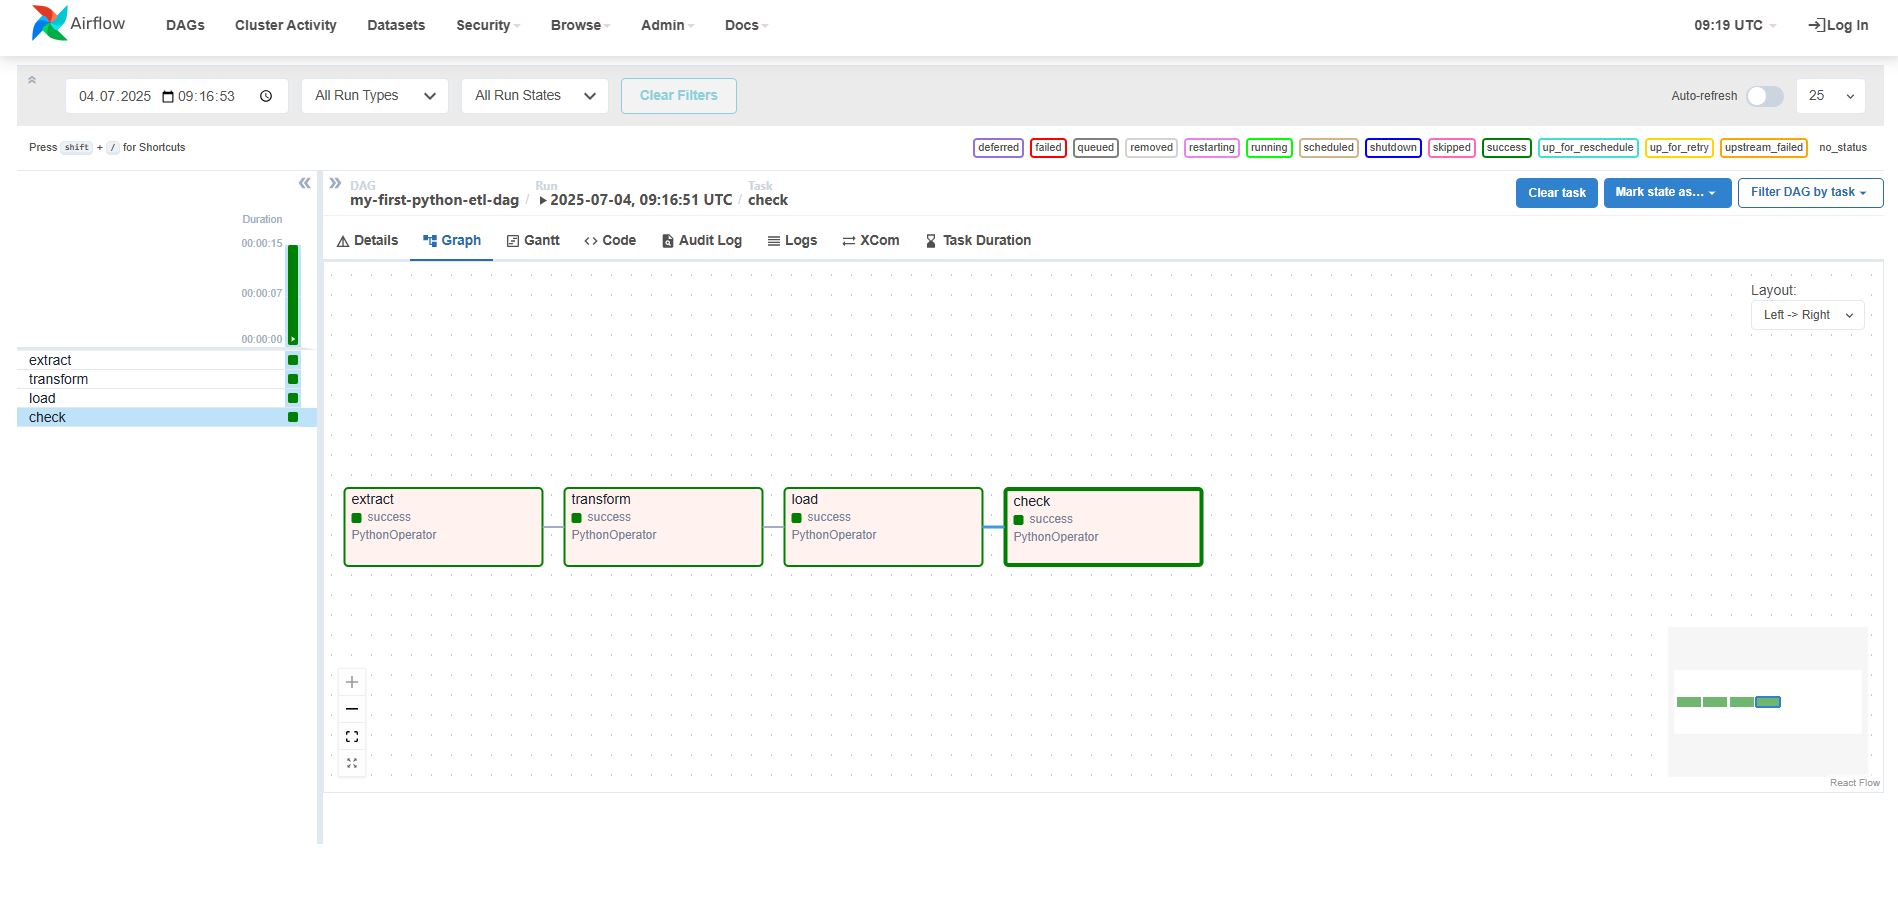 Airflow DAGs Cluster Activity Datasets Security Browse Admin Docs 09:19 UTC Log In
04.07.2025 09:16:53 All Run Types All Run States Clear Filters Auto-refresh 25
Press shift + / for Shortcuts deferred failed queued removed restarting running scheduled shutdown skipped success up_for_reschedule up_for_retry upstream_failed no_status
DAG Run Task
my-first-python-etl-dag / 2025-07-04, 09:16:51 UTC / check
Clear task Mark state as... Filter DAG by task
Duration
00:00:15
00:00:07
00:00:00
extract
transform
load
check
Details Graph Gantt Code Audit Log Logs XCom Task Duration
Layout:
Left -> Right
extract
success
PythonOperator
transform
success
PythonOperator
load
success
PythonOperator
check
success
PythonOperator
React Flow